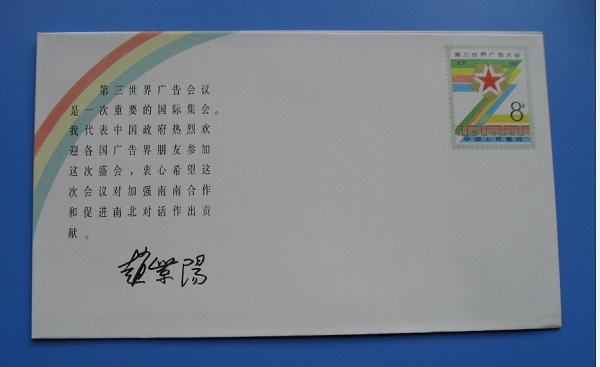 第三世界广告会议
是一次重要的国际集会。
我代表中国政府热烈欢
迎各国广告界朋友参加
这次盛会，衷心希望这
次会议对加强南南合作
和促进南北对话作出贡
献。
赵紫陽
第三世界广告大会
8分
中国人民邮政